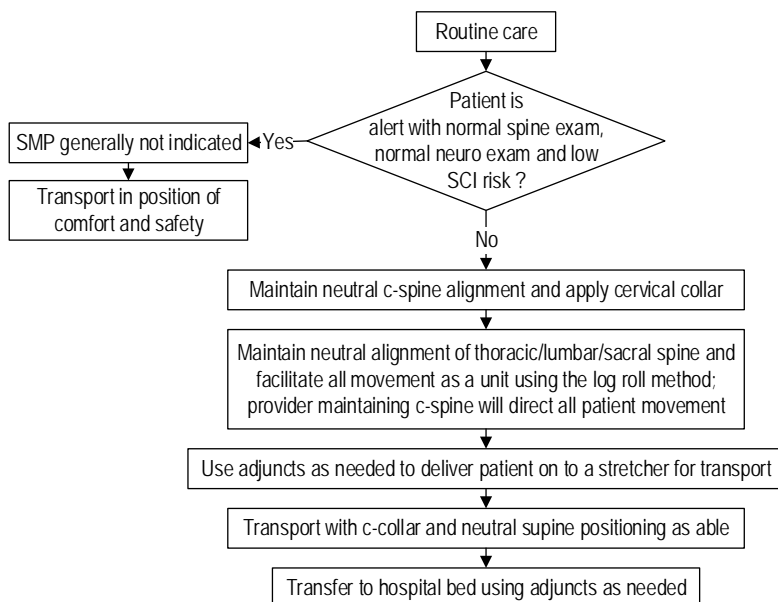 Routine care
Patient is
alert with normal spine exam,
normal neuro exam and low
SCI risk ?
Yes
SMP generally not indicated
Transport in position of
comfort and safety
No
Maintain neutral c-spine alignment and apply cervical collar
Maintain neutral alignment of thoracic/lumbar/sacral spine and
facilitate all movement as a unit using the log roll method;
provider maintaining c-spine will direct all patient movement
Use adjuncts as needed to deliver patient on to a stretcher for transport
Transport with c-collar and neutral supine positioning as able
Transfer to hospital bed using adjuncts as needed